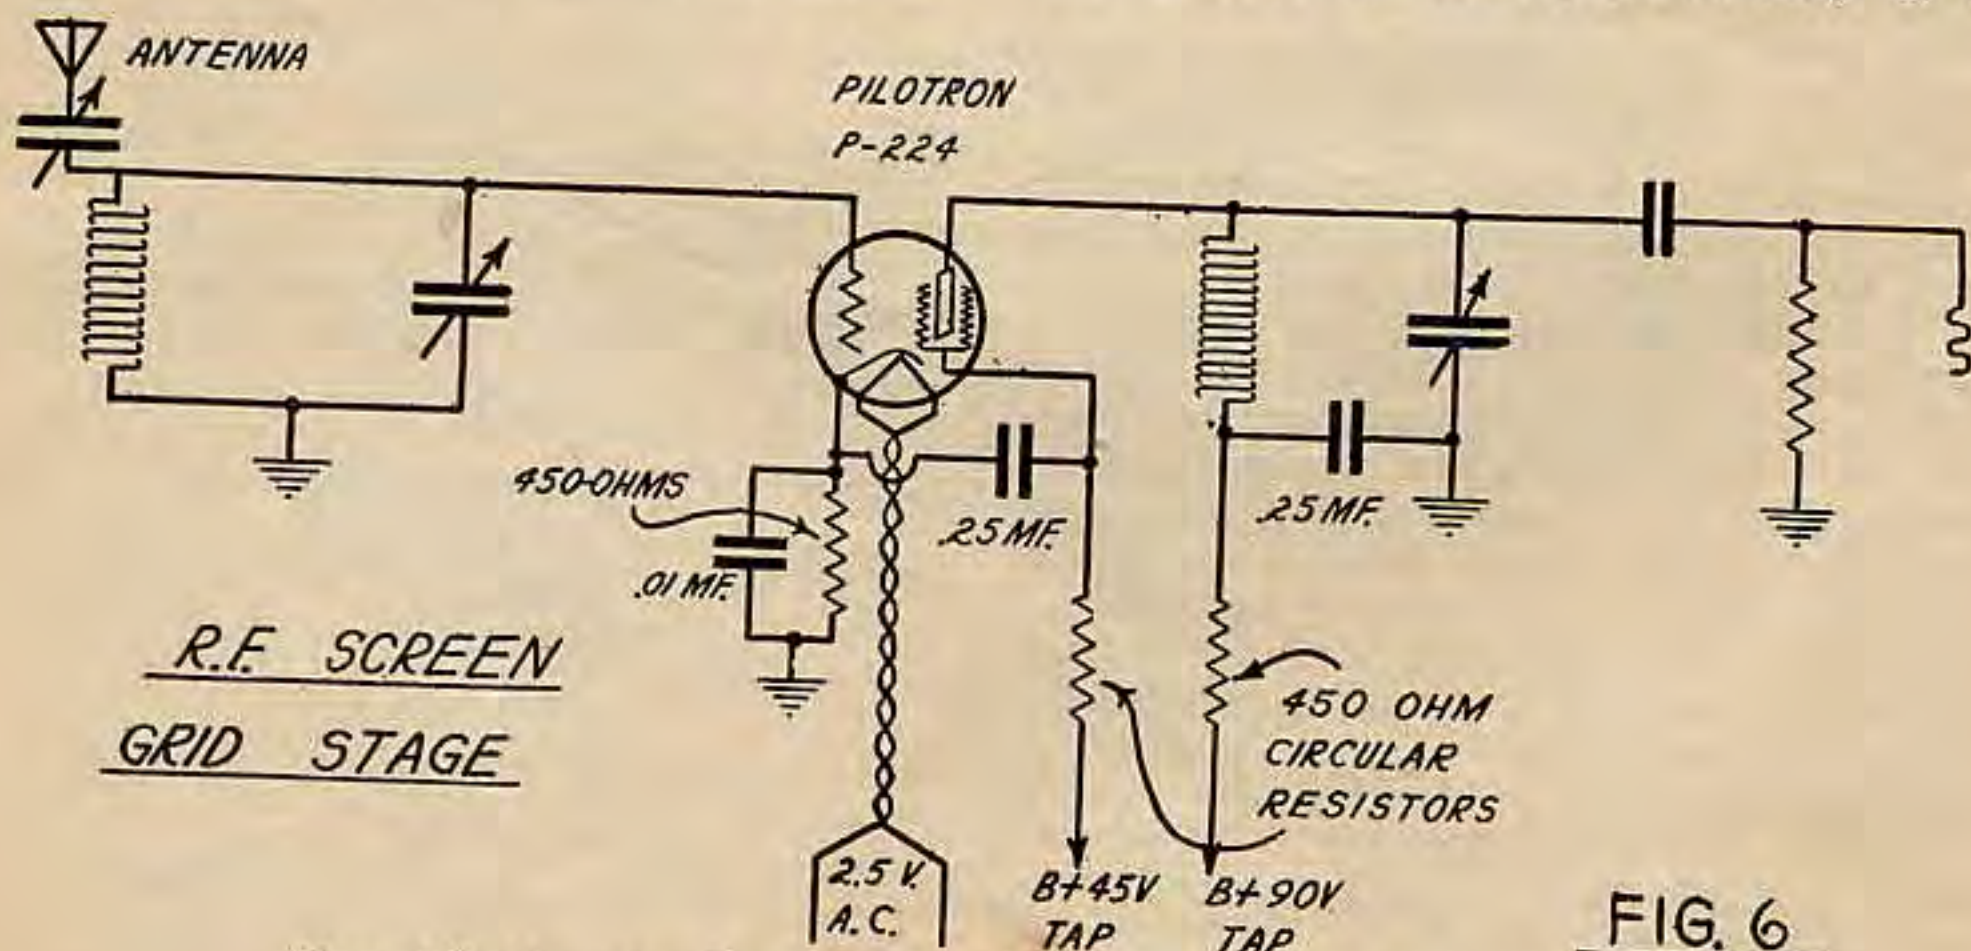 ANTENNA
PILOTRON
P-224
450-OHMS
.01 MF.
.25 MF.
.25 MF.
R.F. SCREEN
GRID STAGE
450 OHM
CIRCULAR
RESISTORS
2.5 V.
A.C.
B+45V
TAP
B+90V
TAP
FIG. 6